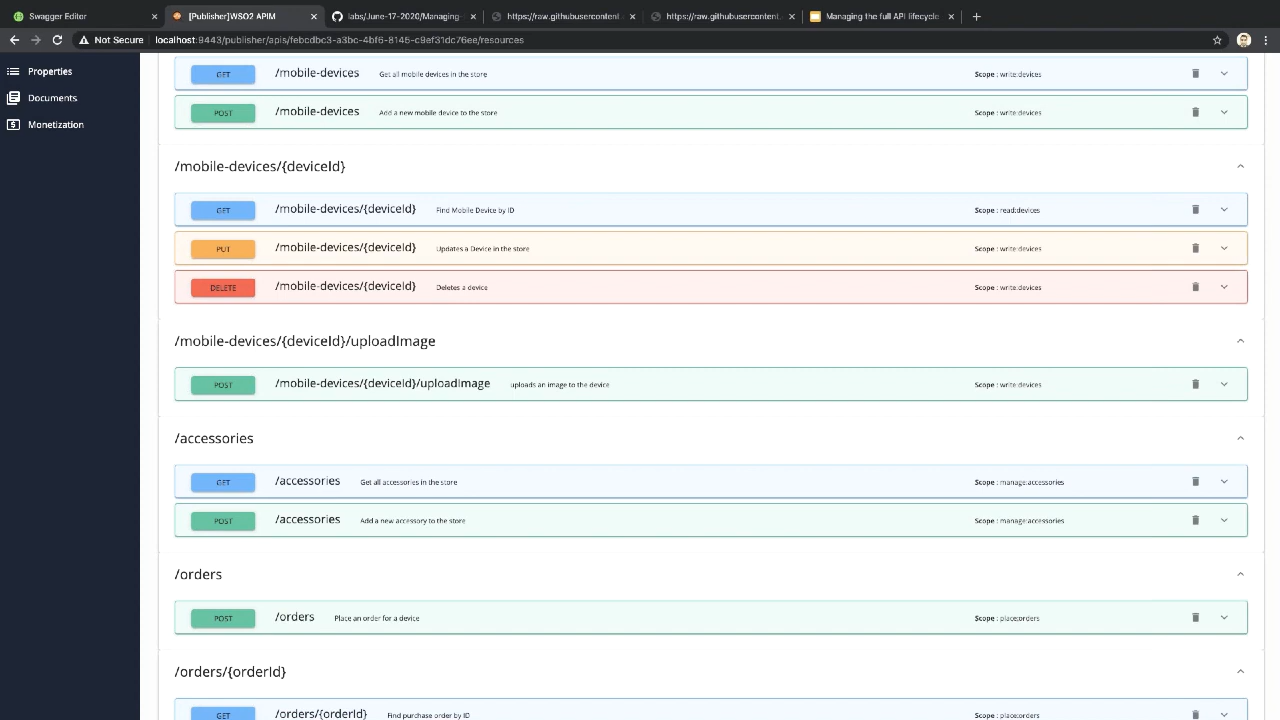 Swagger Editor
[Publisher]WSO2 APIM
labs/June-17-2020/Managing-
https://raw.githubusercontent.
https://raw.githubusercontent.
Managing the full API lifecycle
Not Secure
localhost:9443/publisher/apis/febcdbc3-a3bc-4bf6-8145-c9ef31dc76ee/resources
Properties
Documents
Monetization
GET /mobile-devices Get all mobile devices in the store Scope : write:devices
POST /mobile-devices Add a new mobile device to the store Scope : write:devices
/mobile-devices/{deviceId}
GET /mobile-devices/{deviceId} Find Mobile Device by ID Scope : read:devices
PUT /mobile-devices/{deviceId} Updates a Device in the store Scope : write:devices
DELETE /mobile-devices/{deviceId} Deletes a device Scope : write:devices
/mobile-devices/{deviceId}/uploadImage
POST /mobile-devices/{deviceId}/uploadImage uploads an image to the device Scope : write:devices
/accessories
GET /accessories Get all accessories in the store Scope : manage:accessories
POST /accessories Add a new accessory to the store Scope : manage:accessories
/orders
POST /orders Place an order for a device Scope : place:orders
/orders/{orderId}
GET /orders/{orderId} Find purchase order by ID Scope : place:orders